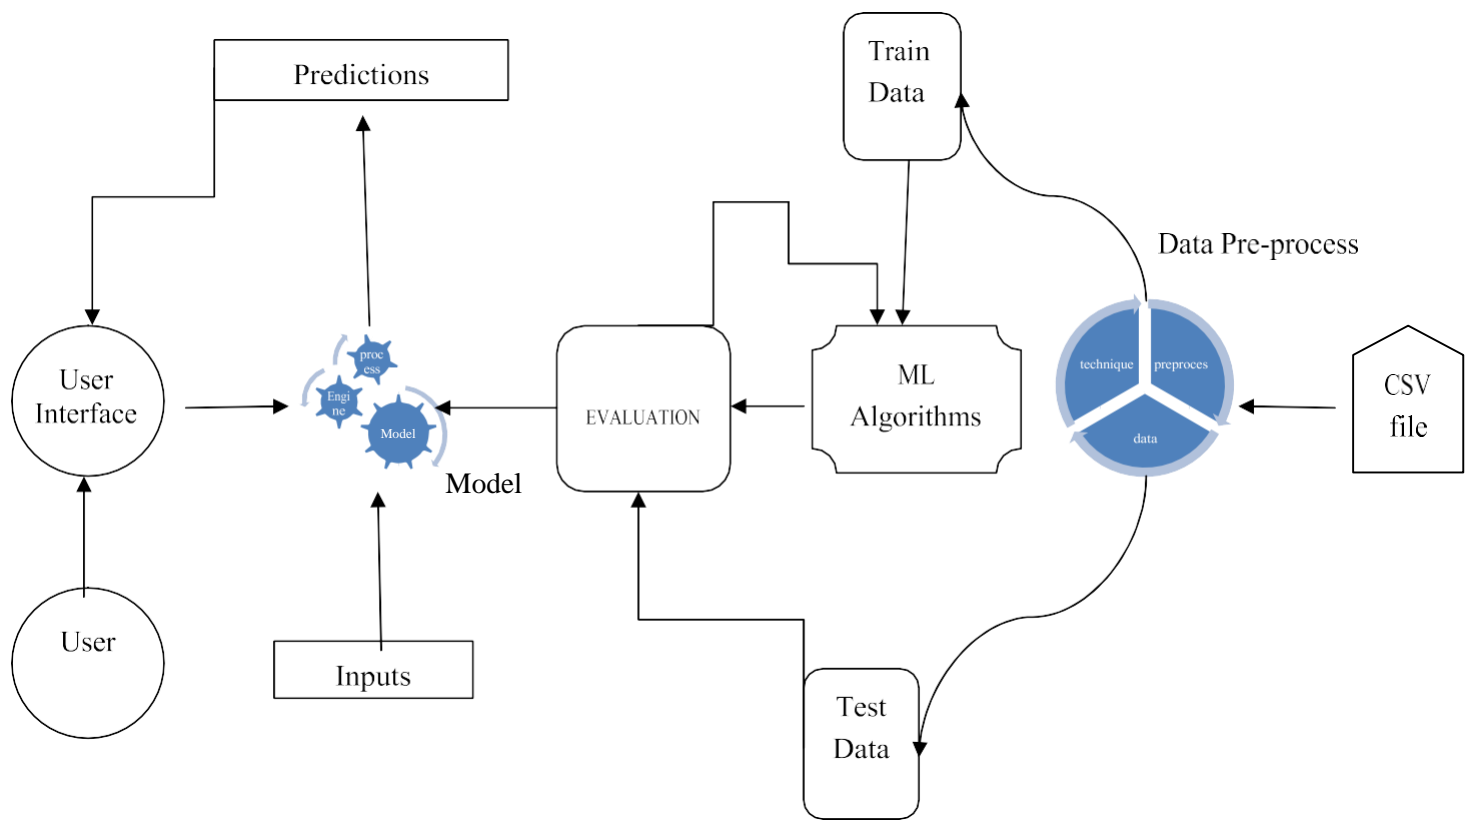 Predictions
Train
Data
Data Pre-process
User
Interface
proc
ess
Engi
ne
Model
Model
EVALUATION
ML
Algorithms
technique
preproces
data
CSV
file
User
Inputs
Test
Data